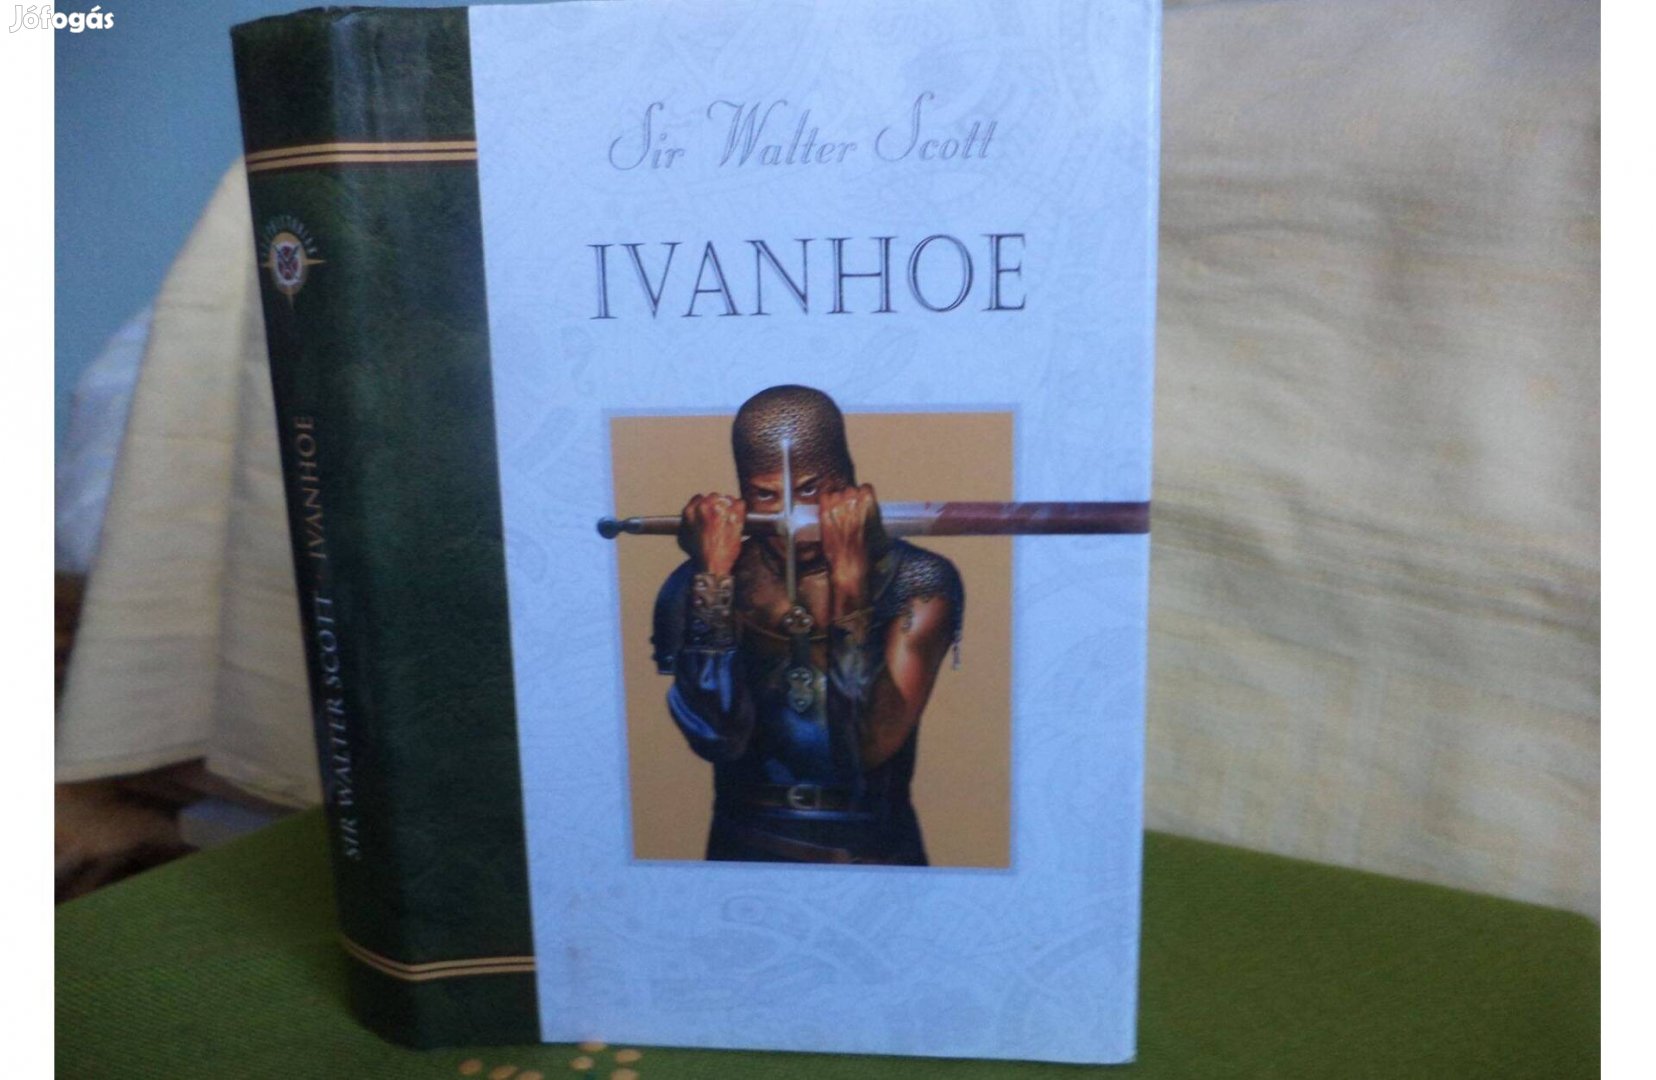 Jófogás
Sir Walter Scott
IVANHOE
SIR WALTER SCOTT - IVANHOE